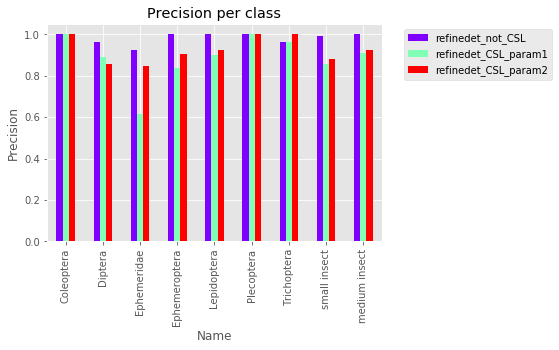 Precision per class
refinedet_not_CSL
refinedet_CSL_param1
refinedet_CSL_param2
Precision
1.0
0.8
0.6
0.4
0.2
0.0
Coleoptera
Diptera
Ephemeridae
Ephemeroptera
Lepidoptera
Plecoptera
Trichoptera
small insect
medium insect
Name